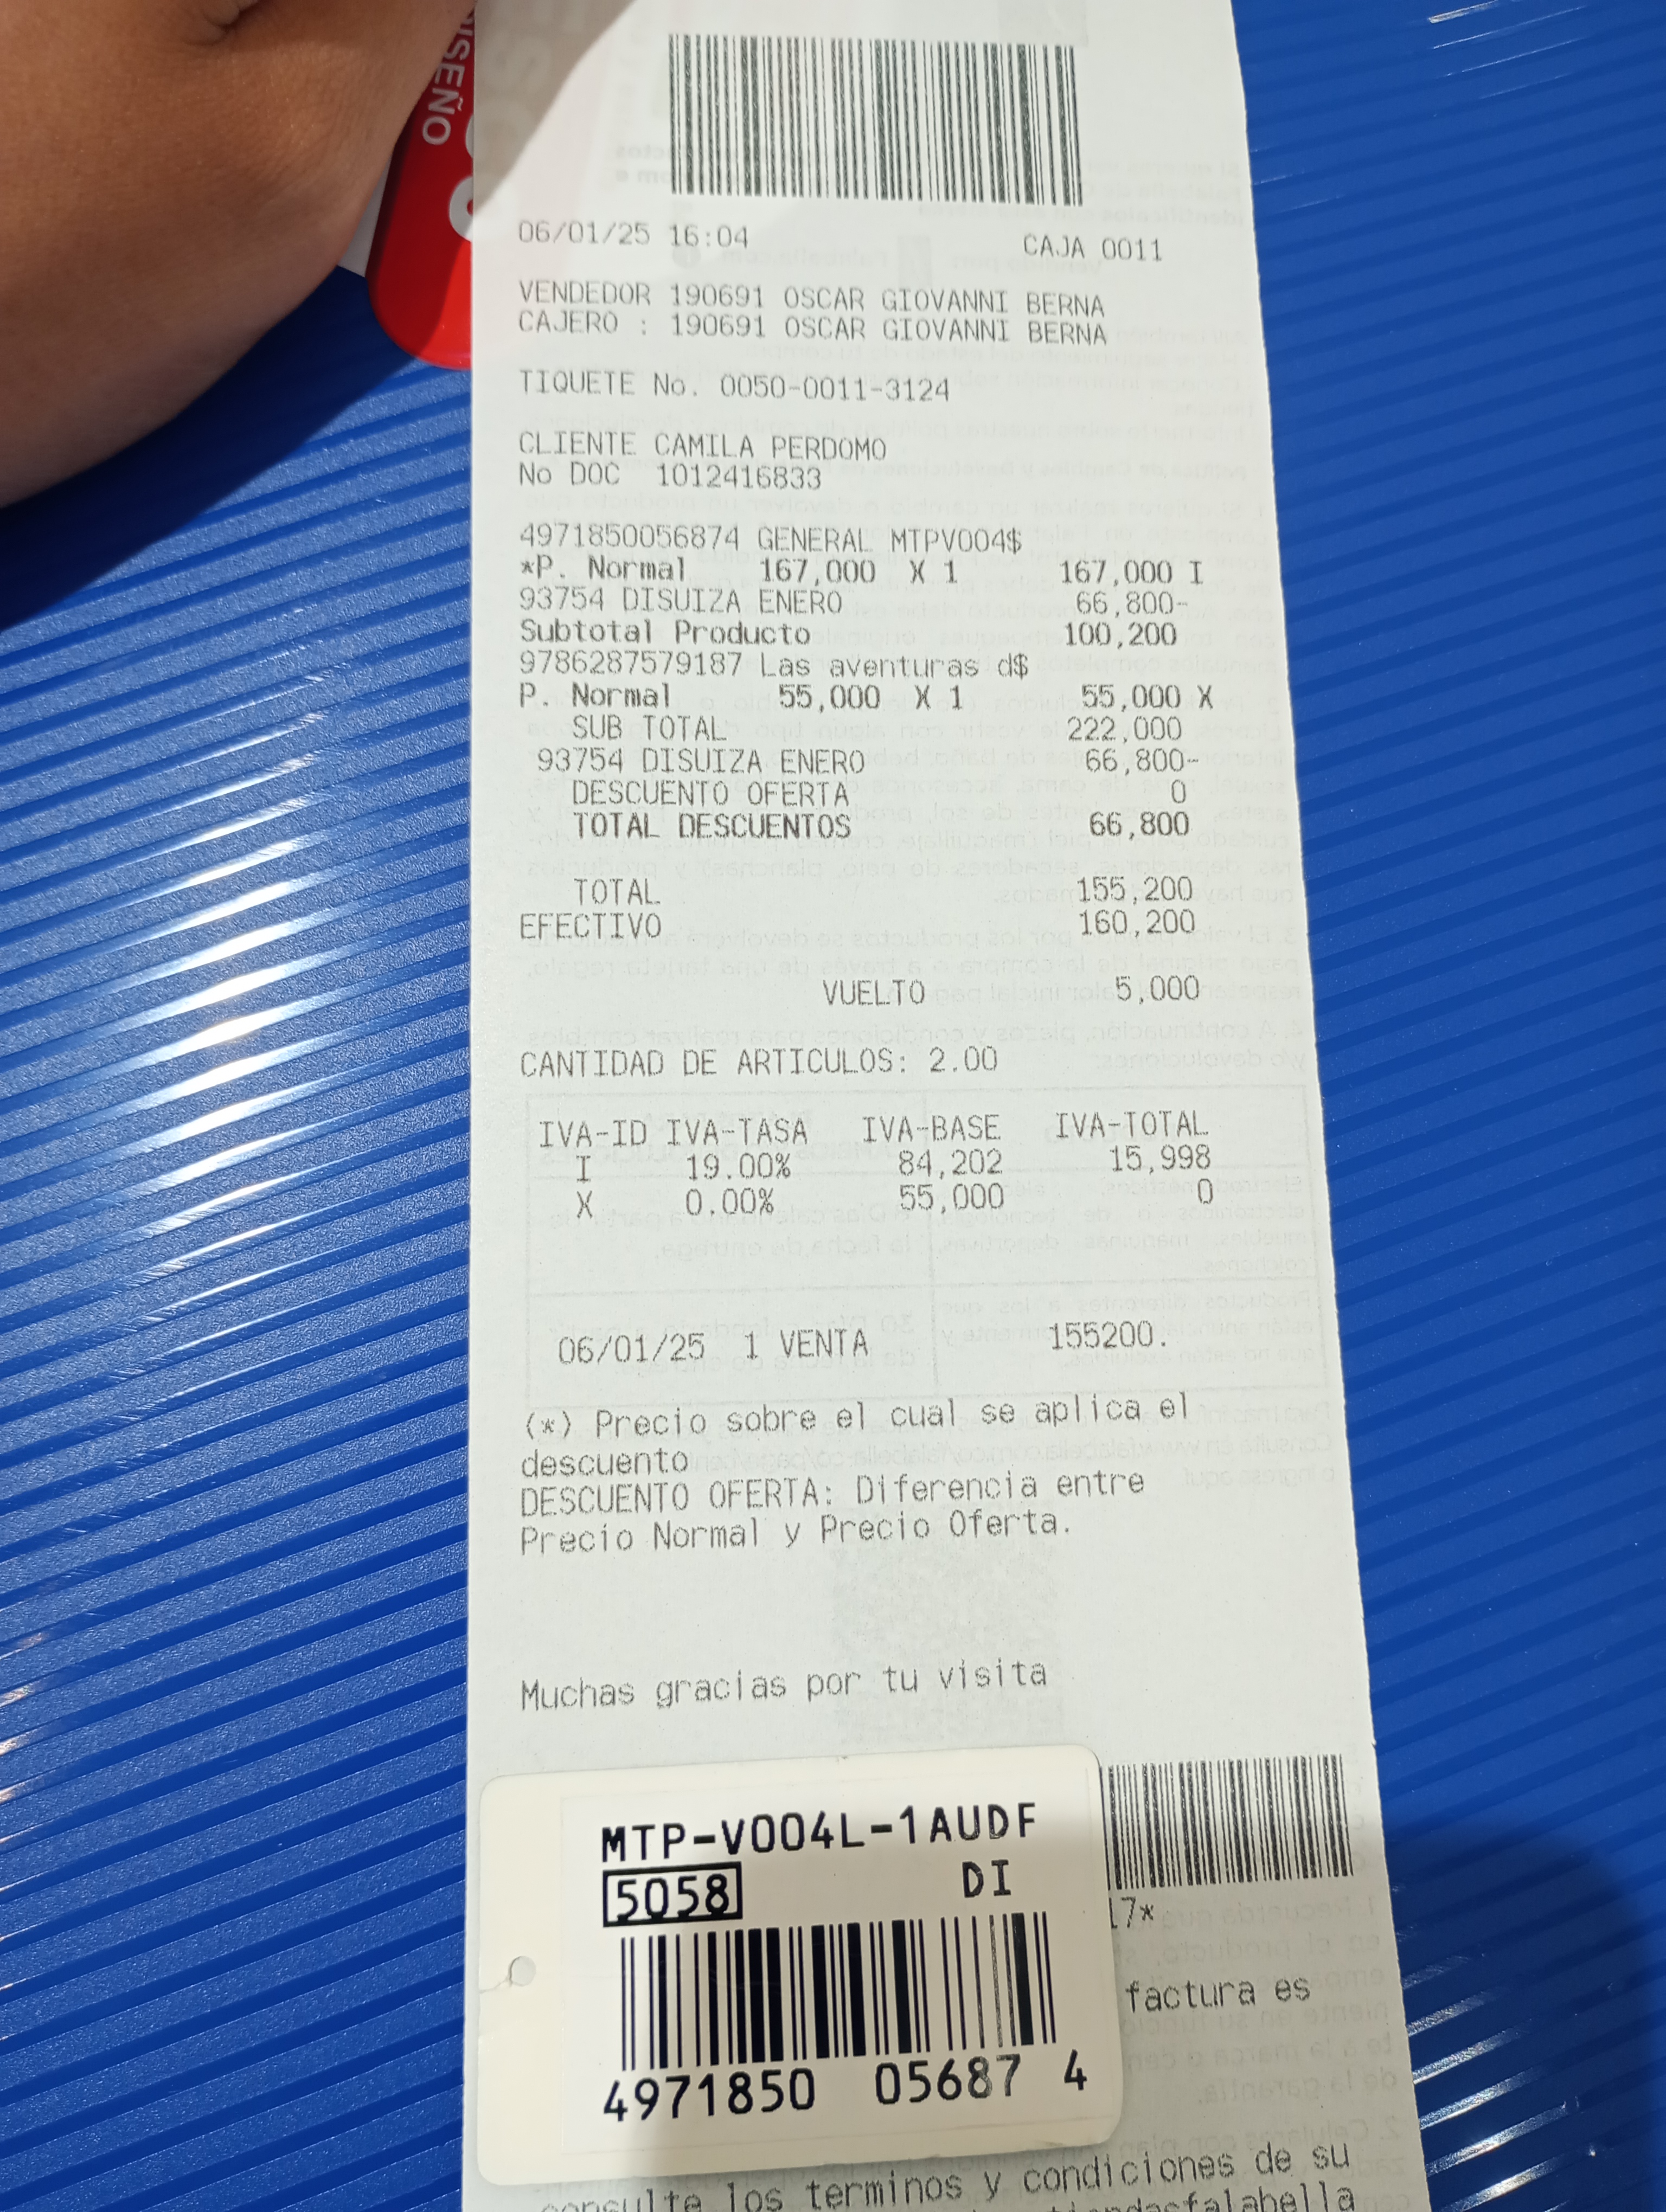 DISEÑO
06/01/25 16:04 CAJA 0011
VENDEDOR 190691 OSCAR GIOVANNI BERNA
CAJERO : 190691 OSCAR GIOVANNI BERNA
TIQUETE No. 0050-0011-3124
CLIENTE CAMILA PERDOMO
No DOC 1012416833
4971850056874 GENERAL MTPV004$
*P. Normal 167,000 X 1 167,000 I
93754 DISUIZA ENERO 66,800-
Subtotal Producto 100,200
9786287579187 Las aventuras d$
P. Normal 55,000 X 1 55,000 X
SUB TOTAL 222,000
93754 DISUIZA ENERO 66,800-
DESCUENTO OFERTA 0
TOTAL DESCUENTOS 66,800
TOTAL 155,200
EFECTIVO 160,200
VUELTO 5,000
CANTIDAD DE ARTICULOS: 2.00
IVA-ID IVA-TASA IVA-BASE IVA-TOTAL
I 19.00% 84,202 15,998
X 0.00% 55,000 0
06/01/25 1 VENTA 155200.
(*) Precio sobre el cual se aplica el
descuento
DESCUENTO OFERTA: Diferencia entre
Precio Normal y Precio Oferta.
Muchas gracias por tu visita
MTP-V004L-1AUDF
5058 DI
4971850 05687 4
17*
factura es
consulte los terminos y condiciones de su
tiendasfalabella